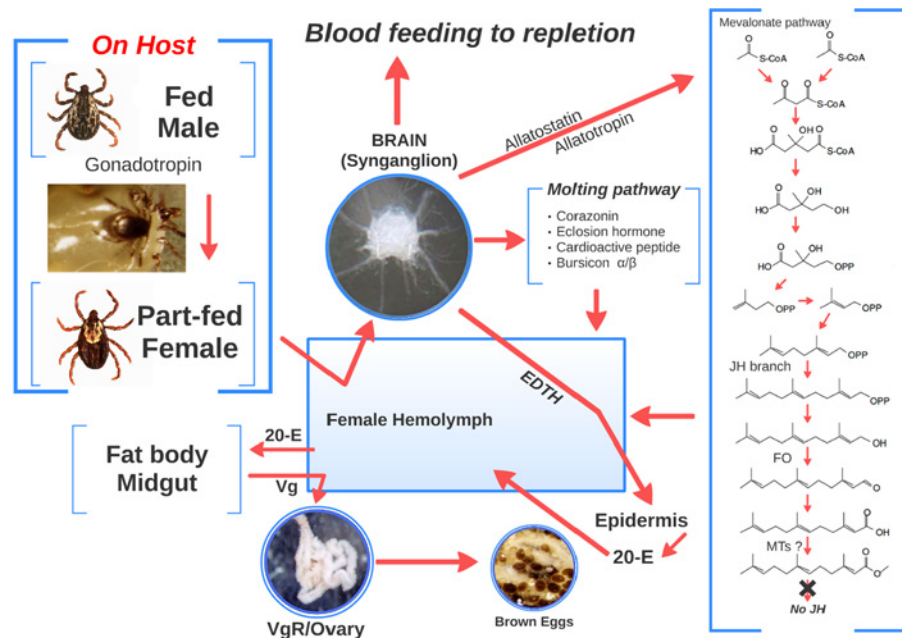 On Host
Fed
Male
Gonadotropin
Part-fed
Female
Blood feeding to repletion
BRAIN
(Synganglion)
Allatostatin
Allatotropin
Molting pathway
· Corazonin
· Eclosion hormone
· Cardioactive peptide
· Bursicon α/β
Female Hemolymph
EDTH
20-E
Fat body
Midgut
Vg
VgR/Ovary
Brown Eggs
Epidermis
20-E
Mevalonate pathway
O
O
S-CoA
S-CoA
O
O
S-CoA
O
OH
O
HO
S-CoA
O
OH
HO
OH
O
OH
HO
OPP
OPP
OPP
OPP
JH branch
OPP
OH
FO
O
O
OH
MTs ?
O
O
No JH